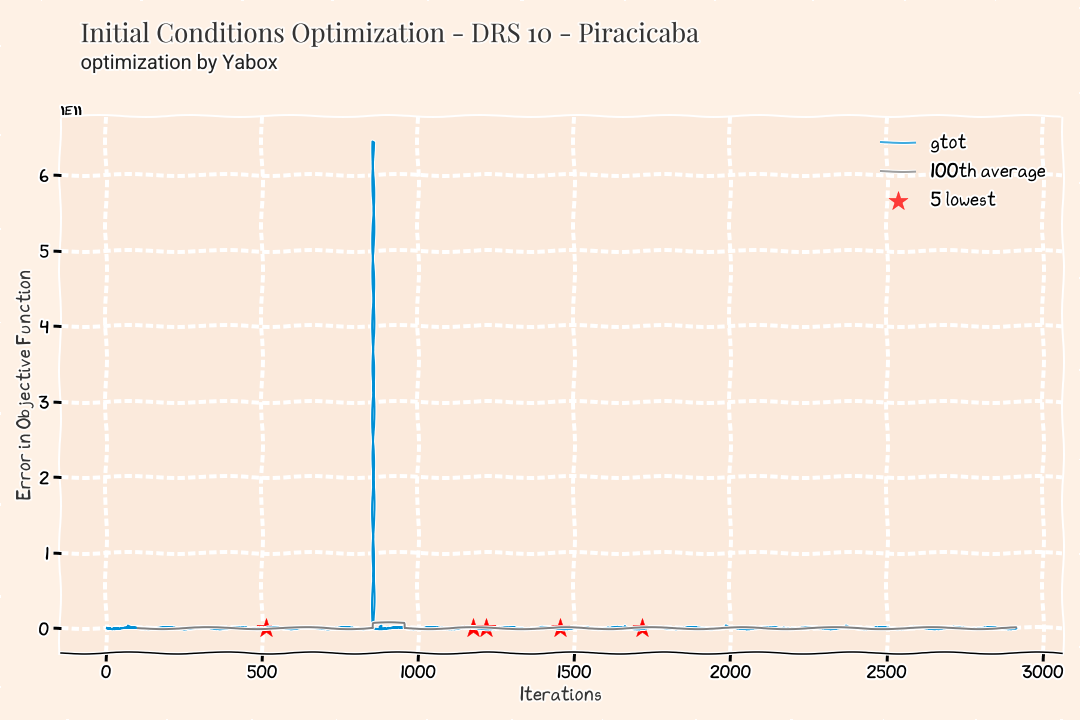 Initial Conditions Optimization - DRS 10 - Piracicaba
optimization by Yabox
1E11
gtot
100th average
5 lowest
6
5
4
3
2
1
0
Error in Objective Function
0 500 1000 1500 2000 2500 3000
Iterations